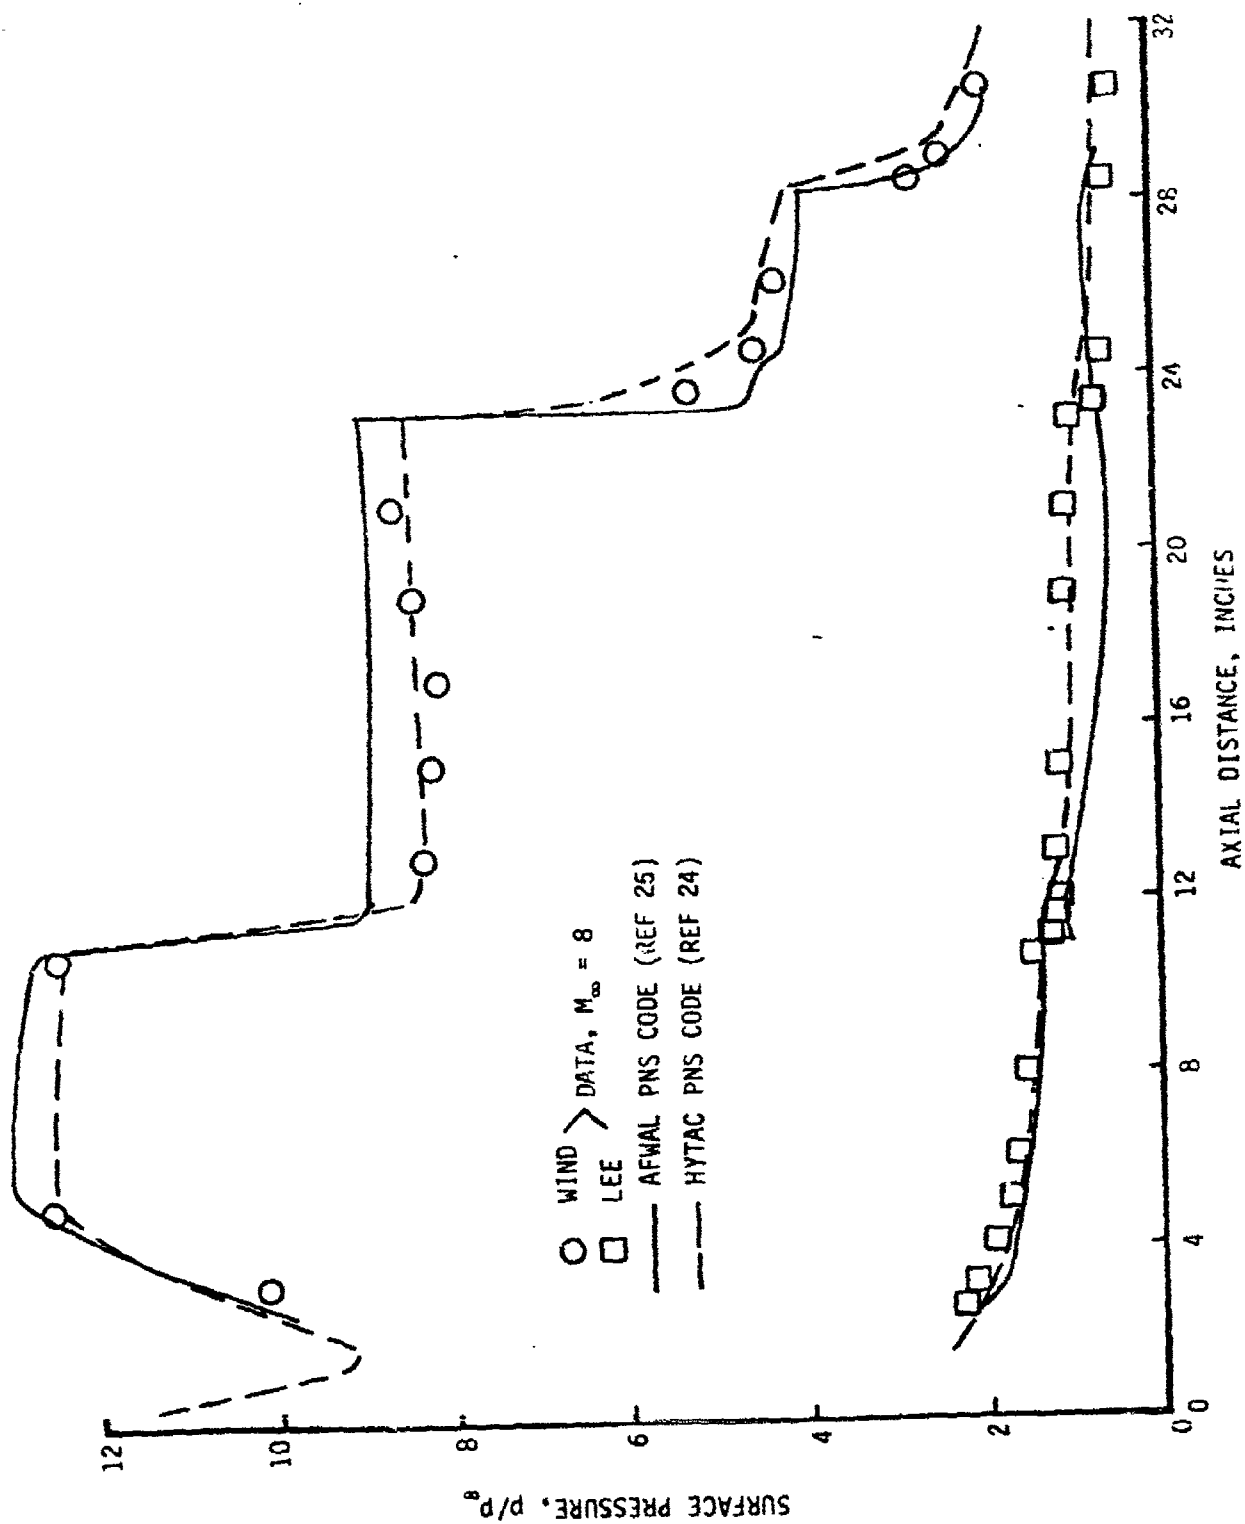 SURFACE PRESSURE, p/p∞
12
10
8
6
4
2
0
0
4
8
12
16
20
24
28
32
AXIAL DISTANCE, INCHES
WIND
LEE
DATA, M∞ = 8
AFWAL PNS CODE (REF 25)
HYTAC PNS CODE (REF 24)